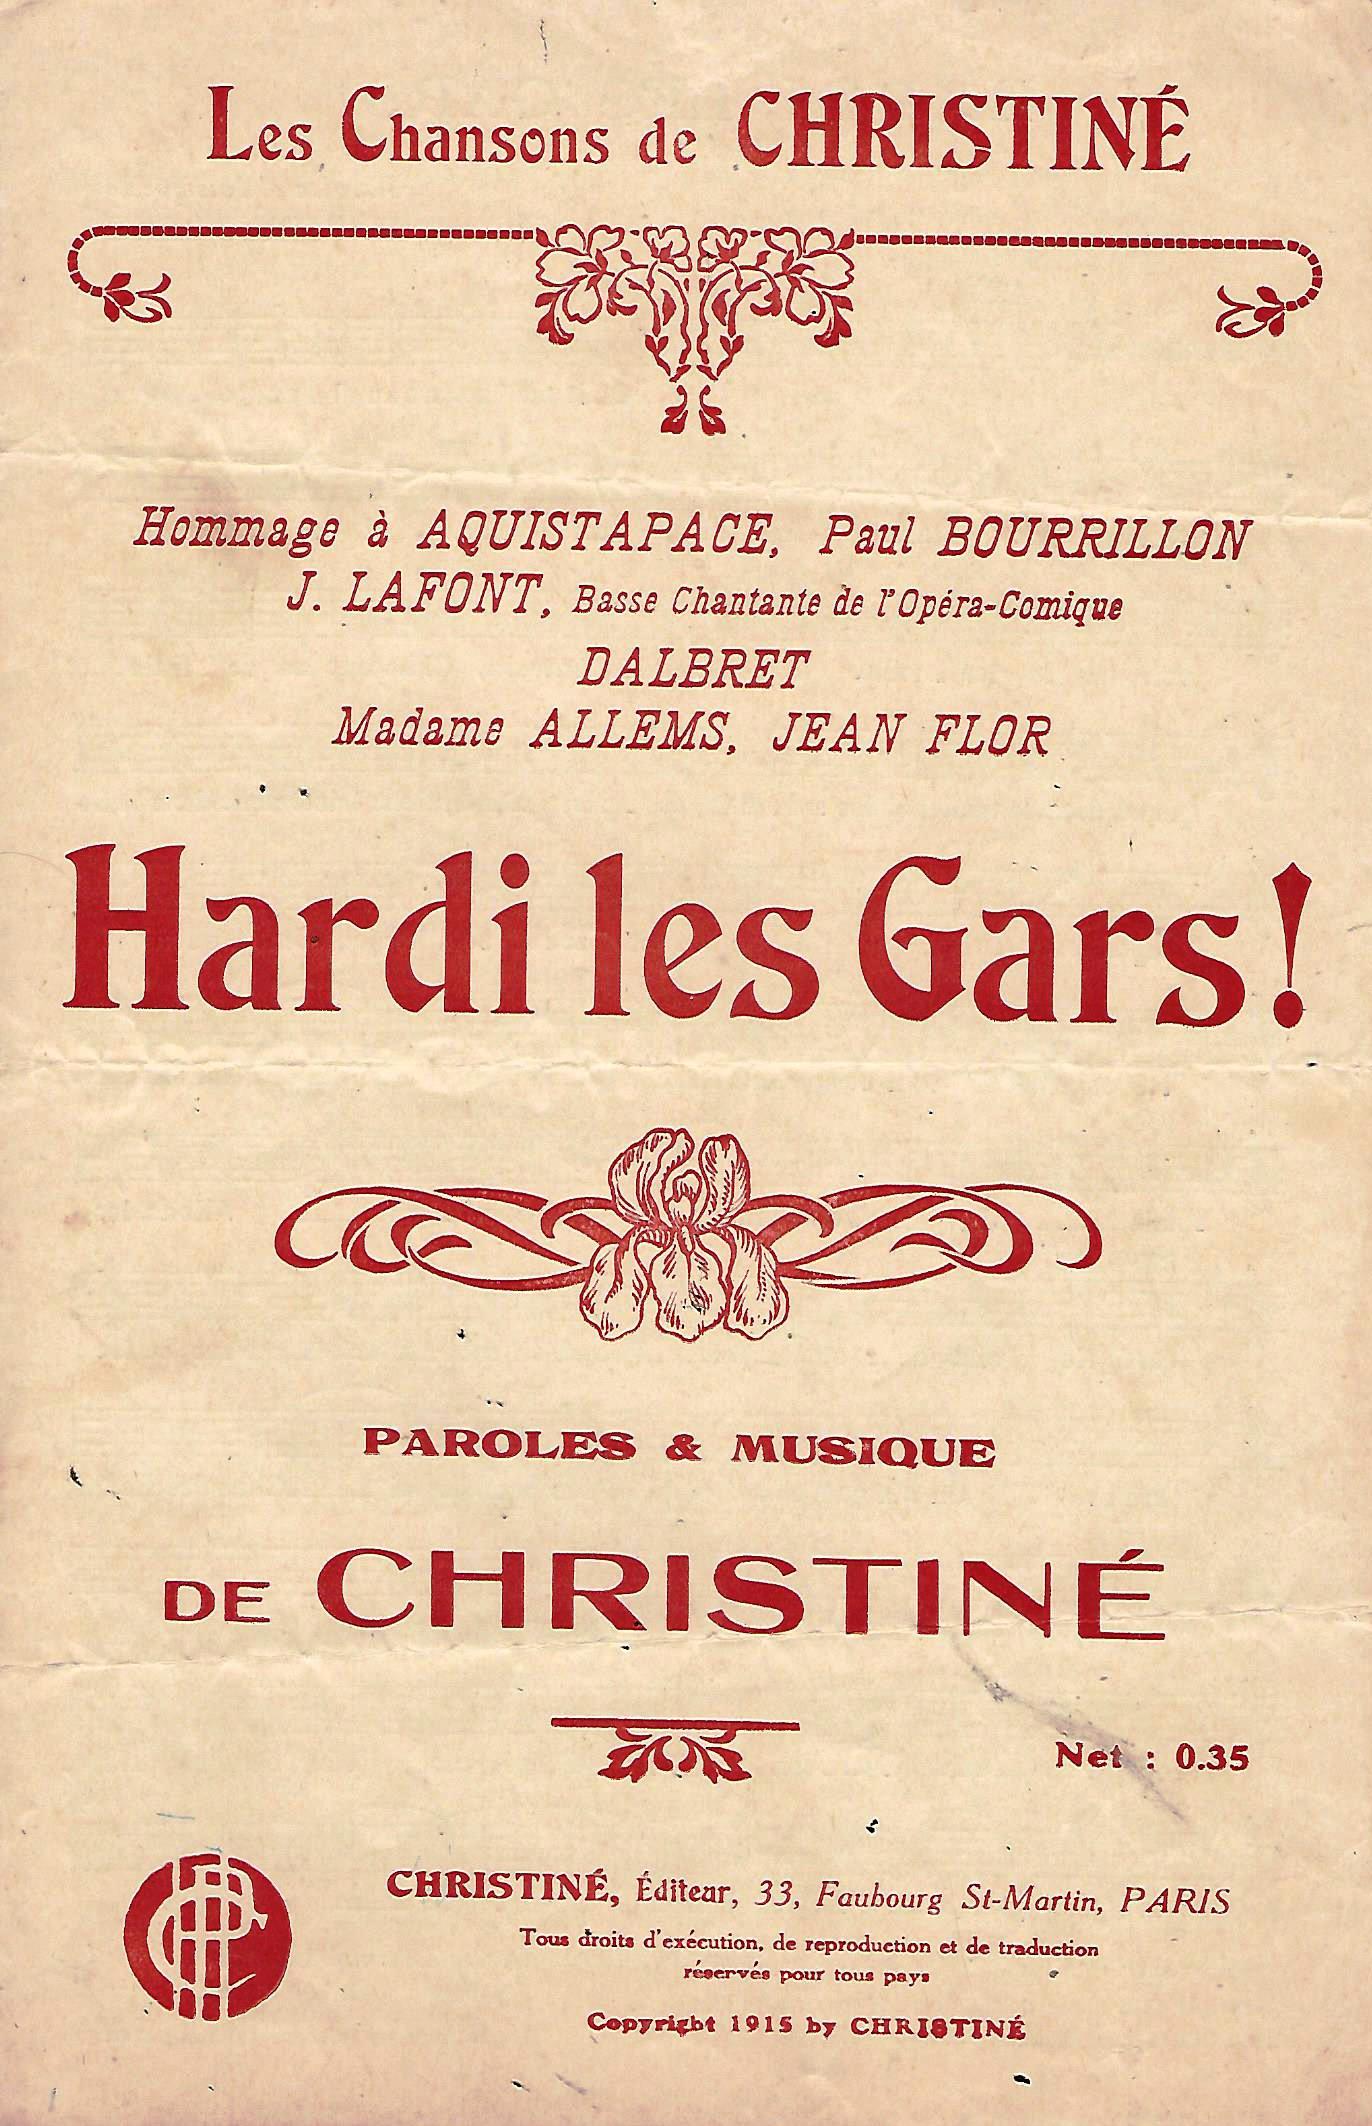 Les Chansons de CHRISTINÉ
Hommage à AQUISTAPACE, Paul BOURRILLON
J. LAFONT, Basse Chantante de l'Opéra-Comique
DALBRET
Madame ALLEMS, JEAN FLOR
Hardi les Gars!
PAROLES & MUSIQUE
DE CHRISTINÉ
Net : 0.35
CHRISTINÉ, Éditeur, 33, Faubourg St-Martin, PARIS
Tous droits d'exécution, de reproduction et de traduction
réservés pour tous pays
Copyright 1915 by CHRISTINÉ